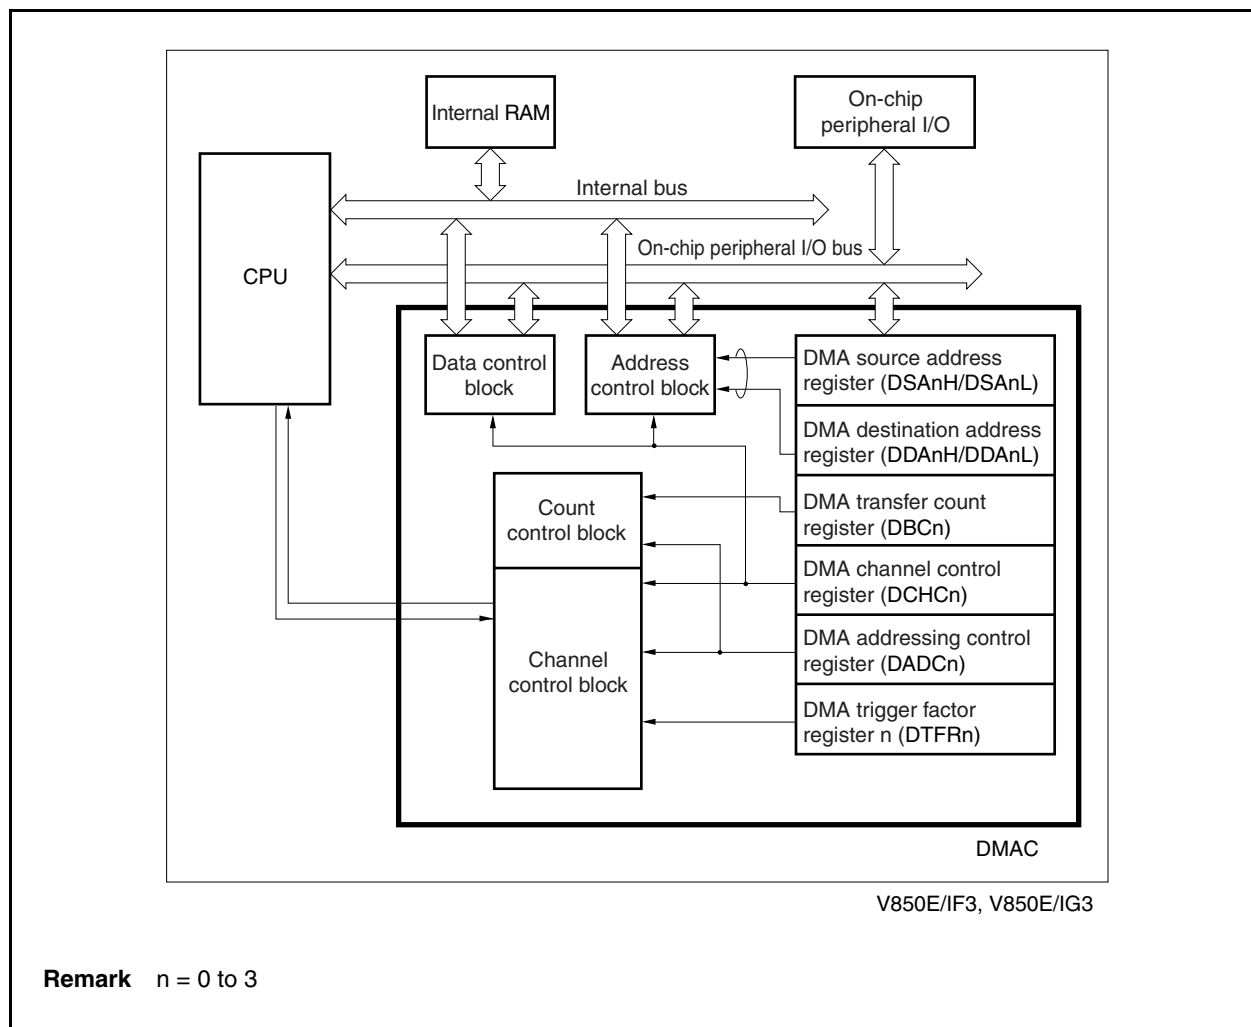 Internal RAM
On-chip
peripheral I/O
Internal bus
On-chip peripheral I/O bus
CPU
Data control
block
Address
control block
DMA source address
register (DSAnH/DSAnL)
DMA destination address
register (DDAnH/DDAnL)
Count
control block
DMA transfer count
register (DBCn)
DMA channel control
register (DCHCn)
Channel
control block
DMA addressing control
register (DADCn)
DMA trigger factor
register n (DTFRn)
DMAC
V850E/IF3, V850E/IG3
Remark n = 0 to 3